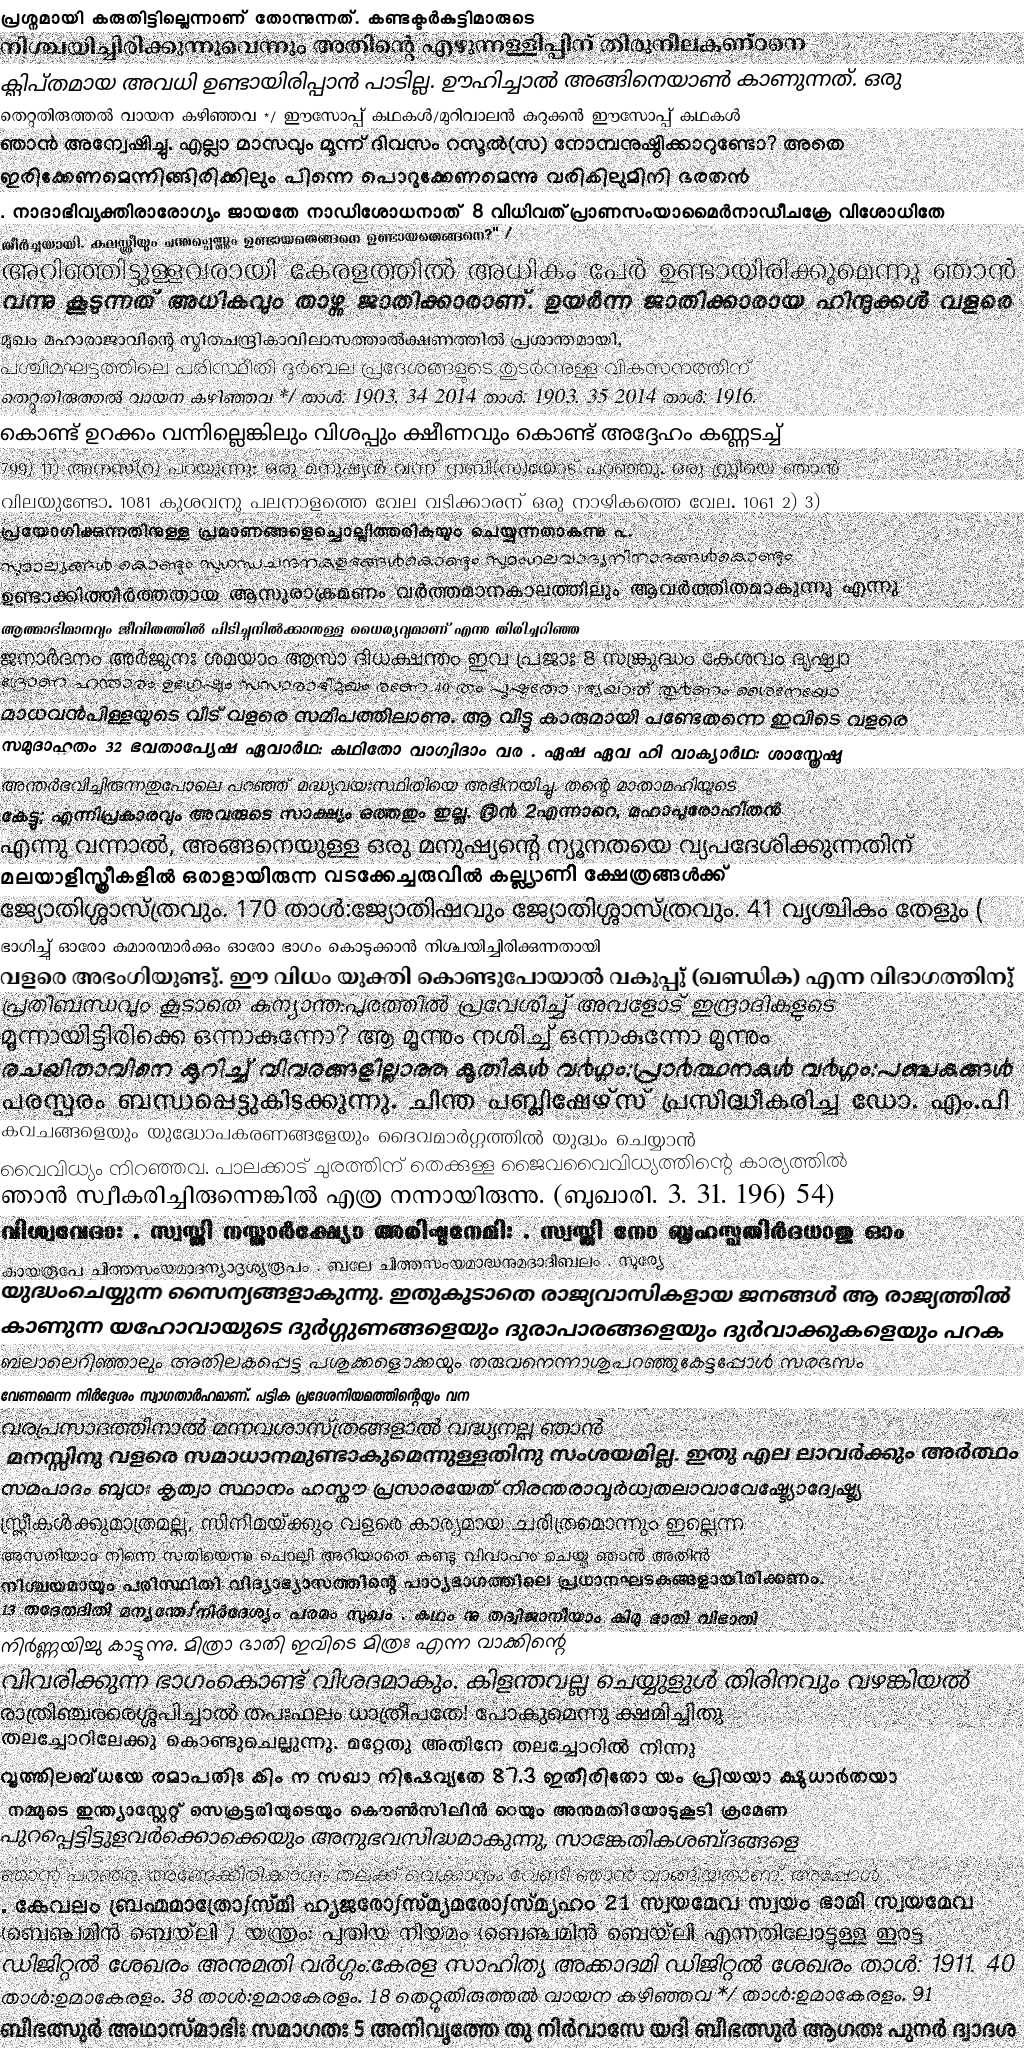 പ്രശ്നമായി കരുതിട്ടില്ലെന്നാണ് തോന്നുന്നത്. കണ്ടക്ടർകുട്ടിമാരുടെ
നിശ്ചയിച്ചിരിക്കുന്നുവെന്നും അതിന്റെ എഴുന്നള്ളിപ്പിന് തിരുനീലകണ്ഠനെ
ക്ലിപ്തമായ അവധി ഉണ്ടായിരിപ്പാൻ പാടില്ല. ഊഹിച്ചാൽ അങ്ങിനെയാണ് കാണുന്നത്. ഒരു
തെറ്റതിരുത്തൽ വായന കഴിഞ്ഞവ */ ഈസോപ്പ് കഥകൾ/മുറിവാലൻ കുറുക്കൻ ഈസോപ്പ് കഥകൾ
ഞാൻ അന്വേഷിച്ചു. എല്ലാ മാസവും മൂന്ന് ദിവസം റസൂൽ(സ) നോമ്പനുഷ്ഠിക്കാറുണ്ടോ? അതെ
ഇരിക്കേണമെന്നിങ്ങിരിക്കിലും പിന്നെ പൊറുക്കേണമെന്നു വരികിലുമിനി ഭരതൻ
. നാദാഭിവ്യക്തിരാരോഗ്യം ജായതേ നാഡിശോധനാത് 8 വിധിവത്പ്രാണസംയാമൈർനാഡീചക്രേ വിശോധിതേ
തീർച്ചയായി. കുലസ്ത്രീയും ചന്തപ്പെണ്ണും ഉണ്ടായതെങ്ങനെ ഉണ്ടായതെങ്ങനെ?" /
അറിഞ്ഞിട്ടുള്ളവരായി കേരളത്തിൽ അധികം പേർ ഉണ്ടായിരിക്കുമെന്നു ഞാൻ
വന്നു കൂടുന്നത് അധികവും താഴ്ന്ന ജാതിക്കാരാണ്. ഉയർന്ന ജാതിക്കാരായ ഹിന്ദുക്കൾ വളരെ
മുഖം മഹാരാജാവിന്റെ സ്മിതചന്ദ്രികാവിലാസത്താൽക്ഷണത്തിൽ പ്രശാന്തമായി,
പശ്ചിമഘട്ടത്തിലെ പരിസ്ഥിതി ദുർബല പ്രദേശങ്ങളുടെ തുടർന്നുള്ള വികസനത്തിന്
തെറ്റുതിരുത്തൽ വായന കഴിഞ്ഞവ */ താൾ: 1903. 34 2014 താൾ: 1903. 35 2014 താൾ: 1916.
കൊണ്ട് ഉറക്കം വന്നില്ലെങ്കിലും വിശപ്പും ക്ഷീണവും കൊണ്ട് അദ്ദേഹം കണ്ണടച്ച്
799) 11) അനസ്(റ) പറയുന്നു: ഒരു മനുഷ്യൻ വന്ന് നബി(സ)യോട് പറഞ്ഞു. ഒരു സ്ത്രീയെ ഞാൻ
വിലയുണ്ടോ. 1081 കുശവനു പലനാളത്തെ വേല വടിക്കാരന് ഒരു നാഴികത്തെ വേല. 1061 2) 3)
പ്രയോഗിക്കുന്നതിനുള്ള പ്രമാണങ്ങളെച്ചൊല്ലിത്തരികയും ചെയ്യുന്നതാകുന്നു ൨.
സുമാല്യങ്ങൾ കൊണ്ടും സുഗന്ധചന്ദനകളഭങ്ങൾകൊണ്ടും സുമംഗലവാദ്യനിനാദങ്ങൾകൊണ്ടും
ഉണ്ടാക്കിത്തീർത്തതായ ആസുരാക്രമണം വർത്തമാനകാലത്തിലും ആവർത്തിതമാകുന്നു എന്നു
ആത്മാഭിമാനവും ജീവിതത്തിൽ പിടിച്ചുനിൽക്കാനുള്ള ധൈര്യവുമാണ് എന്നു തിരിച്ചറിഞ്ഞ
ജനാർദനം അർജുനഃ ശമയാം ആസാ ദിധക്ഷന്തം ഇവ പ്രജാഃ 8 സങ്ക്രുദ്ധം കേശവം ദൃഷ്ട്വാ
മാധവൻപിള്ളയുടെ വീട് വളരെ സമീപത്തിലാണു. ആ വീട്ടു കാരുമായി പണ്ടേതന്നെ ഇവിടെ വളരെ
സമുദാഹൃതം 32 ഭവതാപ്യേഷ ഏവാർഥഃ കഥിതോ വാഗ്വിദാം വര . ഏഷ ഏവ ഹി വാക്യാർഥഃ ശാസ്ത്രേഷു
അന്തർഭവിച്ചിരുന്നതുപോലെ പറഞ്ഞ് മദ്ധ്യവയഃസ്ഥിതിയെ അഭിനയിച്ചു. തന്റെ മാതാമഹിയുടെ
കേട്ടു; എന്നിപ്രകാരവും അവരുടെ സാക്ഷ്യം ഒത്തതും ഇല്ല. ൫൯ 2എന്നാറെ, മഹാപുരോഹിതൻ
എന്നു വന്നാൽ, അങ്ങനെയുള്ള ഒരു മനുഷ്യന്റെ ന്യൂനതയെ വ്യപദേശിക്കുന്നതിന്
മലയാളിസ്ത്രീകളിൽ ഒരാളായിരുന്ന വടക്കേച്ചരുവിൽ കല്ല്യാണി ക്ഷേത്രങ്ങൾക്ക്
ജ്യോതിശ്ശാസ്ത്രവും. 170 താൾ:ജ്യോതിഷവും ജ്യോതിശ്ശാസ്ത്രവും. 41 വൃശ്ചികം തേളും (
ഭാഗിച്ച് ഓരോ കുമാരന്മാർക്കും ഓരോ ഭാഗം കൊടുക്കാൻ നിശ്ചയിച്ചിരിക്കുന്നതായി
വളരെ അഭംഗിയുണ്ടു്. ഈ വിധം യുക്തി കൊണ്ടുപോയാൽ വകുപ്പു് (ഖണ്ഡിക) എന്ന വിഭാഗത്തിനു്
പ്രതിബന്ധവും കൂടാതെ കന്യാന്തഃപുരത്തിൽ പ്രവേശിച്ച് അവളോട് ഇന്ദ്രാദികളുടെ
മൂന്നായിട്ടിരിക്കെ ഒന്നാകുന്നോ? ആ മൂന്നും നശിച്ച് ഒന്നാകുന്നോ മൂന്നും
രചയിതാവിനെ കുറിച്ച് വിവരങ്ങളില്ലാത്ത കൃതികൾ വർഗ്ഗം:പ്രാർത്ഥനകൾ വർഗ്ഗം:പഞ്ചകങ്ങൾ
പരസ്പരം ബന്ധപ്പെട്ടുകിടക്കുന്നു. ചിന്ത പബ്ലിഷേഴ്സ് പ്രസിദ്ധീകരിച്ച ഡോ. എം.പി
കവചങ്ങളെയും യുദ്ധോപകരണങ്ങളേയും ദൈവമാർഗ്ഗത്തിൽ യുദ്ധം ചെയ്യാൻ
വൈവിധ്യം നിറഞ്ഞവ. പാലക്കാട് ചുരത്തിന് തെക്കുള്ള ജൈവവൈവിധ്യത്തിന്റെ കാര്യത്തിൽ
ഞാൻ സ്വീകരിച്ചിരുന്നെങ്കിൽ എത്ര നന്നായിരുന്നു. (ബുഖാരി. 3. 31. 196) 54)
വിശ്വവേദാഃ . സ്വസ്തി നസ്താർക്ഷ്യോ അരിഷ്ടനേമിഃ . സ്വസ്തി നോ ബൃഹസ്പതിർദധാതു ഓം
കായരൂപേ ചിത്തസംയമാദന്യാദൃശ്യരൂപം . ബലേ ചിത്തസംയമാദ്ധനുമദാദിബലം . സൂര്യേ
യുദ്ധംചെയ്യുന്ന സൈന്യങ്ങളാകുന്നു. ഇതുകൂടാതെ രാജ്യവാസികളായ ജനങ്ങൾ ആ രാജ്യത്തിൽ
കാണുന്ന യഹോവായുടെ ദുർഗ്ഗുണങ്ങളെയും ദുരാപാരങ്ങളെയും ദുർവാക്കുകളെയും പറക
ബലാലെറിഞ്ഞാലും അതിലകപ്പെട്ട പശുക്കളൊക്കയും തരുവനെന്നാശുപറഞ്ഞുകേട്ടപ്പോൾ സരഭസം
വേണമെന്ന നിർദ്ദേശം സ്വാഗതാർഹമാണ്. പട്ടിക പ്രദേശനിയമത്തിന്റെയും വന
വരപ്രസാദത്തിനാൽ മന്നവശാസ്ത്രങ്ങളാൽ വദ്ധ്യനല്ല ഞാൻ
മനസ്സിനു വളരെ സമാധാനമുണ്ടാകുമെന്നുള്ളതിനു സംശയമില്ല. ഇതു എല ലാവർക്കും അർത്ഥം
സമപാദം ബുധഃ കൃത്വാ സ്ഥാനം ഹസ്തൗ പ്രസാരയേത് നിരന്തരാവൂർധ്വതലാവാവേഷ്ട്യോദ്വേഷ്ട്യ
സ്ത്രീകൾക്കുമാത്രമല്ല, സിനിമയ്ക്കും വളരെ കാര്യമായ ചരിത്രമൊന്നും ഇല്ലെന്ന
അസതിയാം നിന്നെ സതിയെന്നു ചൊല്ലി അറിയാതെ കണ്ടു വിവാഹം ചെയ്തു ഞാൻ അതിൻ
നിശ്ചയമായും പരിസ്ഥിതി വിദ്യാഭ്യാസത്തിന്റെ പാഠ്യഭാഗത്തിലെ പ്രധാനഘടകങ്ങളായിരിക്കണം.
13 തദേതദിതി മന്യന്തേ/നിർദേശ്യം പരമം സുഖം . കഥം നു തദ്വിജാനീയാം കിമു ഭാതി വിഭാതി
നിർണ്ണയിച്ചു കാട്ടുന്നു. മിത്രാ ഭാതി ഇവിടെ മിത്രഃ എന്ന വാക്കിന്റെ
വിവരിക്കുന്ന ഭാഗംകൊണ്ട് വിശദമാകും. കിളന്തവല്ല ചെയ്യുളുൾ തിരിനവും വഴങ്കിയൽ
രാത്രിഞ്ചരരെശ്ശപിച്ചാൽ തപഃഫലം ധാത്രീപതേ! പോകുമെന്നു ക്ഷമിച്ചിതു
തലച്ചോറിലേക്കു കൊണ്ടുചെല്ലുന്നു. മറ്റേതു അതിനേ തലച്ചോറിൽ നിന്നു
വൃത്തിലബ്ധയേ രമാപതിഃ കിം ന സഖാ നിഷേവ്യതേ 87.3 ഇതീരിതോ യം പ്രിയയാ ക്ഷുധാർതയാ
നമ്മുടെ ഇന്ത്യാസ്റ്റേറ്റ് സെക്രട്ടരിയുടെയും കൌൺസിലിൻ റെയും അനുമതിയോടുകൂടി ക്രമേണ
പുറപ്പെട്ടിട്ടുളവർക്കൊക്കെയും അനുഭവസിദ്ധമാകുന്നു, സാങ്കേതികശബ്ദങ്ങളെ
. കേവലം ബ്രഹ്മമാത്രോ/സ്മി ഹ്യജരോ/സ്മ്യമരോ/സ്മ്യഹം 21 സ്വയമേവ സ്വയം ഭാമി സ്വയമേവ
(ബെഞ്ചമിൻ ബെയ്‌ലി / യന്ത്രം: പുതിയ നീയമം (ബെഞ്ചമിൻ ബെയ്‌ലി എന്നതിലോട്ടുള്ള ഇരട്ട
ഡിജിറ്റൽ ശേഖരം അനുമതി വർഗ്ഗം:കേരള സാഹിത്യ അക്കാദമി ഡിജിറ്റൽ ശേഖരം താൾ: 1911. 40
താൾ:ഉമാകേരളം. 38 താൾ:ഉമാകേരളം. 18 തെറ്റുതിരുത്തൽ വായന കഴിഞ്ഞവ */ താൾ:ഉമാകേരളം. 91
ബീഭത്സുർ അഥാസ്മാഭിഃ സമാഗതഃ 5 അനിവൃത്തേ തു നിർവാസേ യദി ബീഭത്സുർ ആഗതഃ പുനർ ദ്വാദശ